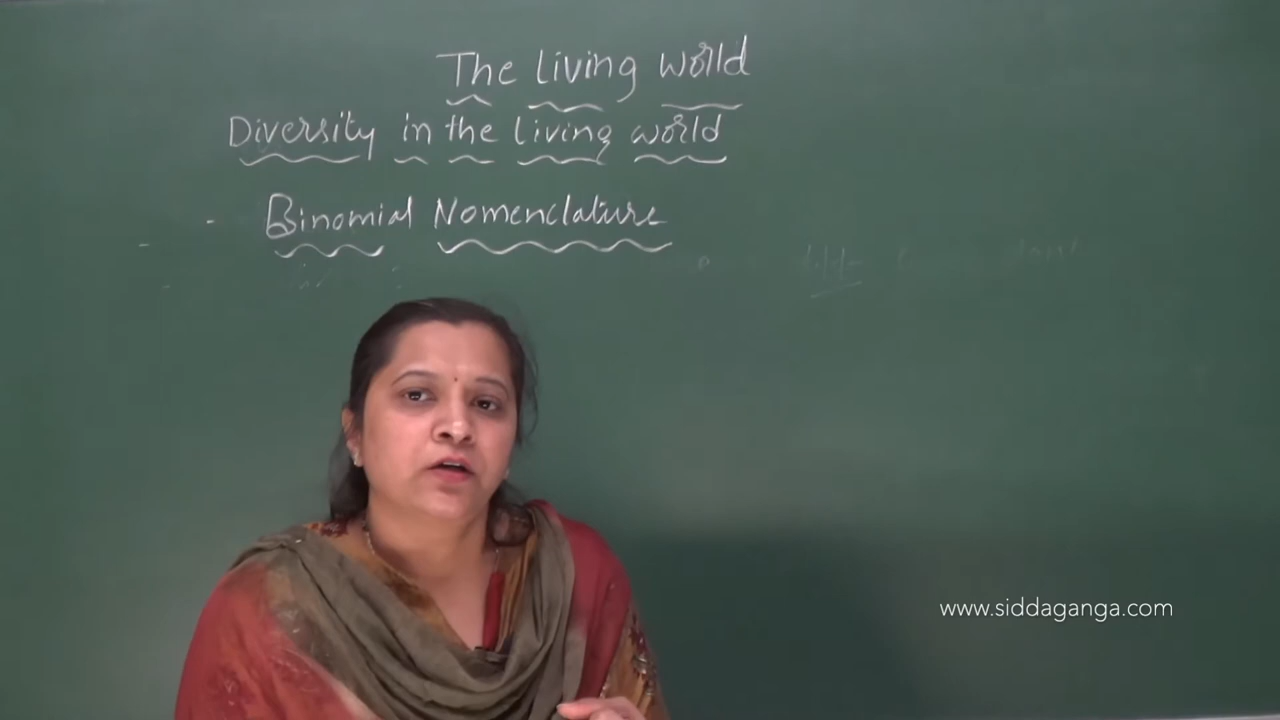 The living world
Diversity in the living world
- Binomial Nomenclature
www.siddaganga.com